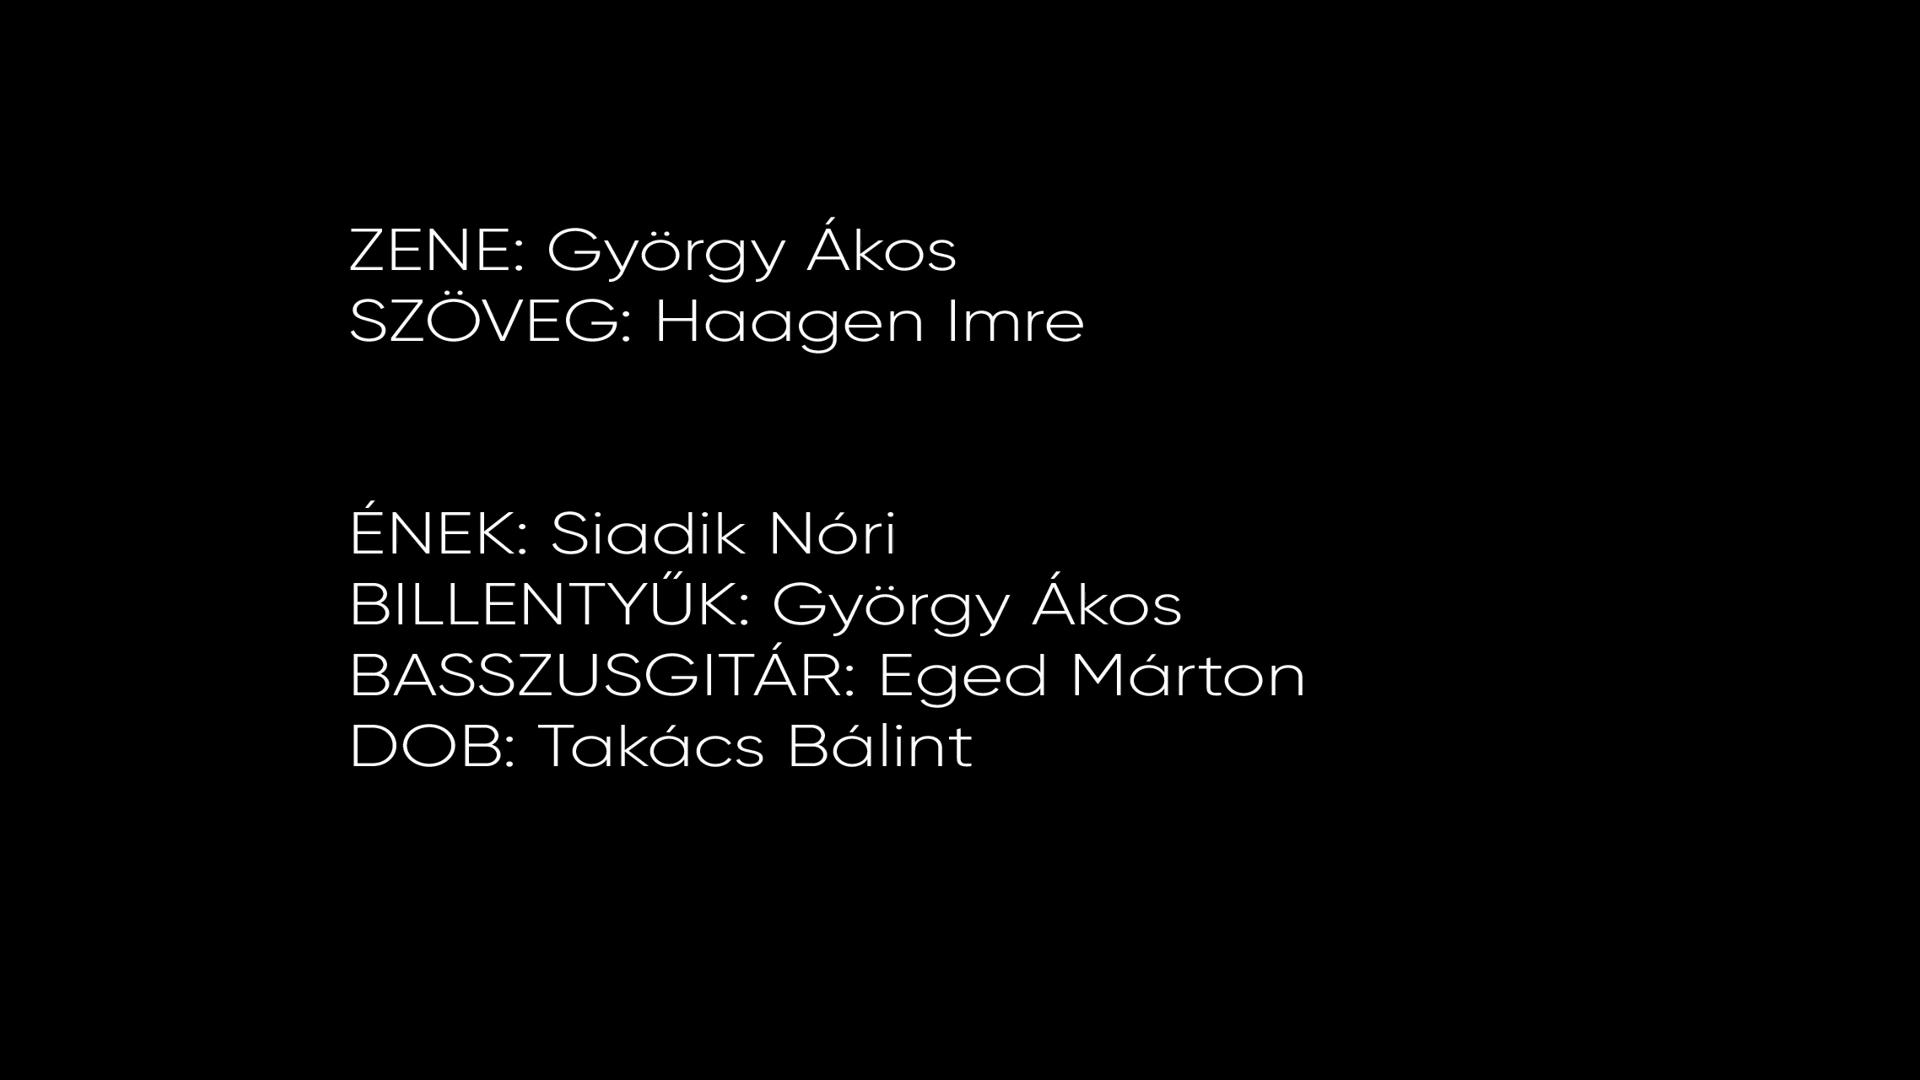 ZENE: György Ákos
SZÖVEG: Haagen Imre
ÉNEK: Siadik Nóri
BILLENTYŰK: György Ákos
BASSZUSGITÁR: Eged Márton
DOB: Takács Bálint